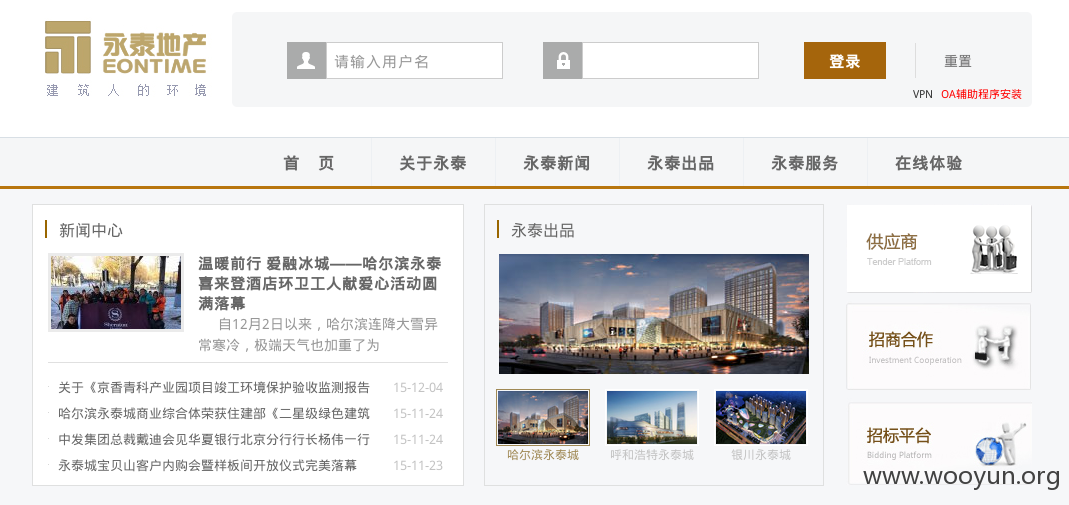 永泰地产
EONTIME
建筑人的环境
请输入用户名
登录
重置
VPN OA辅助程序安装
首 页 关于永泰 永泰新闻 永泰出品 永泰服务 在线体验
新闻中心
温暖前行 爱融冰城——哈尔滨永泰
喜来登酒店环卫工人献爱心活动圆
满落幕
自12月2日以来，哈尔滨连降大雪异
常寒冷，极端天气也加重了为
Sheraton
关于《京香青科产业园项目竣工环境保护验收监测报告 15-12-04
哈尔滨永泰城商业综合体荣获住建部《二星级绿色建筑 15-11-24
中发集团总裁戴迪会见华夏银行北京分行行长杨伟一行 15-11-24
永泰城宝贝山客户内购会暨样板间开放仪式完美落幕 15-11-23
永泰出品
哈尔滨永泰城 呼和浩特永泰城 银川永泰城
供应商
Tender Platform
招商合作
Investment Cooperation
招标平台
Bidding Platform
www.wooyun.org